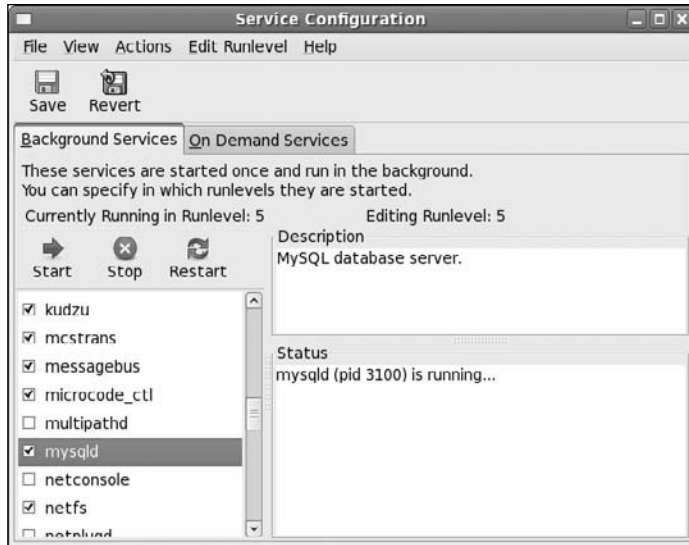 Service Configuration
File View Actions Edit Runlevel Help
Save Revert
Background Services On Demand Services
These services are started once and run in the background.
You can specify in which runlevels they are started.
Currently Running in Runlevel: 5 Editing Runlevel: 5
Start Stop Restart
Description
MySQL database server.
kudzu
mcstrans
messagebus
microcode_ctl
multipathd
mysqld
netconsole
netfs
netplugd
Status
mysqld (pid 3100) is running...